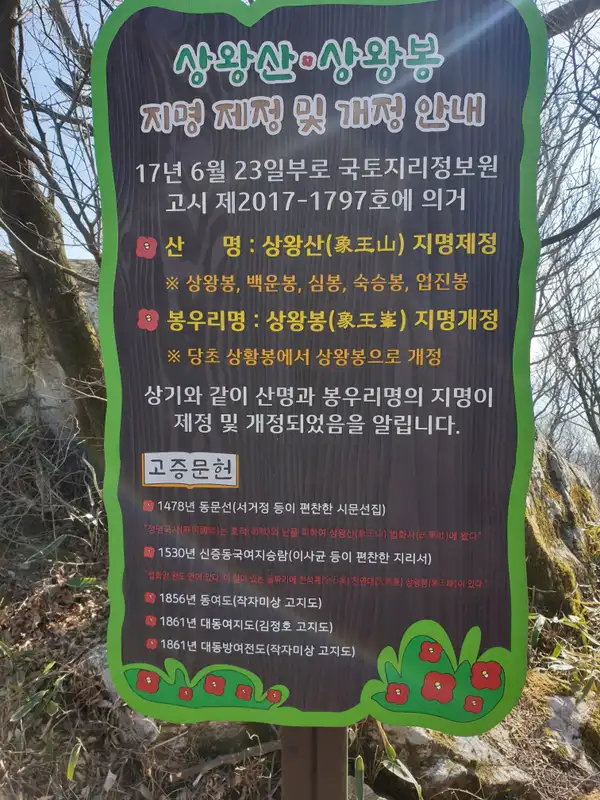 상왕산·상왕봉
지명 제정 및 개정 안내
17년 6월 23일부로 국토지리정보원
고시 제2017-1797호에 의거
산 명 : 상왕산(象王山) 지명제정
※ 상왕봉, 백운봉, 심봉, 숙승봉, 업진봉
봉우리명 : 상왕봉(象王峯) 지명개정
※ 당초 상황봉에서 상왕봉으로 개정
상기와 같이 산명과 봉우리명의 지명이
제정 및 개정되었음을 알립니다.
고증문헌
1478년 동문선(서거정 등이 편찬한 시문선집)
난을 피하여 상왕산
1530년 신증동국여지승람(이사균 등이 편찬한 지리서)
1856년 동여도(작자미상 고지도)
1861년 대동여지도(김정호 고지도)
1861년 대동방여전도(작자미상 고지도)